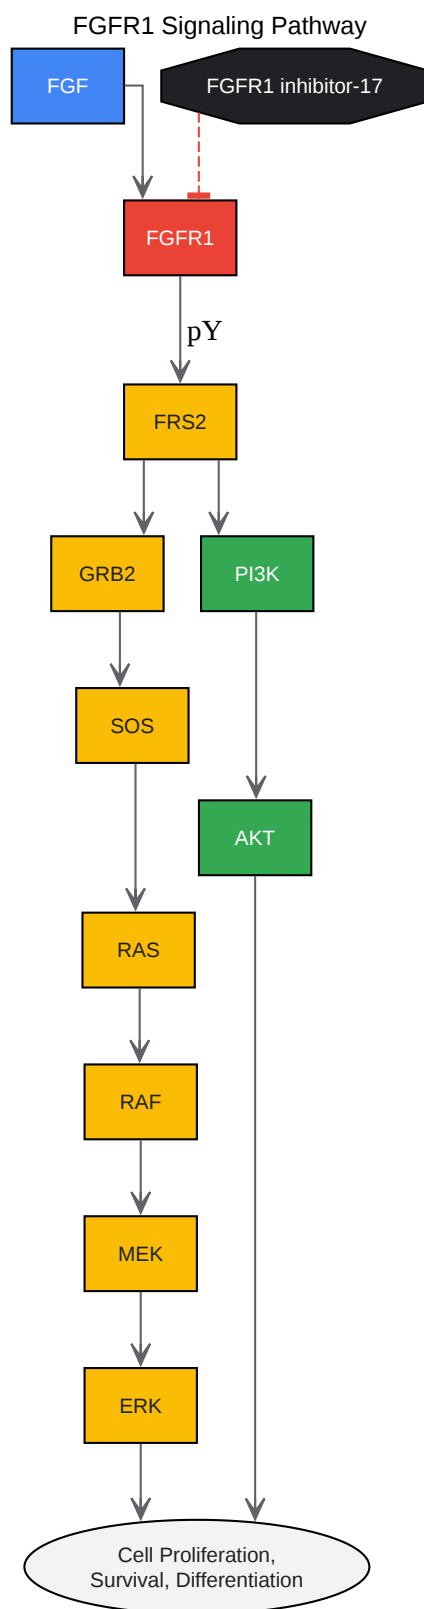 FGFR1 Signaling Pathway
FGF
FGFR1 inhibitor-17
FGFR1
pY
FRS2
GRB2
PI3K
SOS
AKT
RAS
RAF
MEK
ERK
Cell Proliferation,
Survival, Differentiation